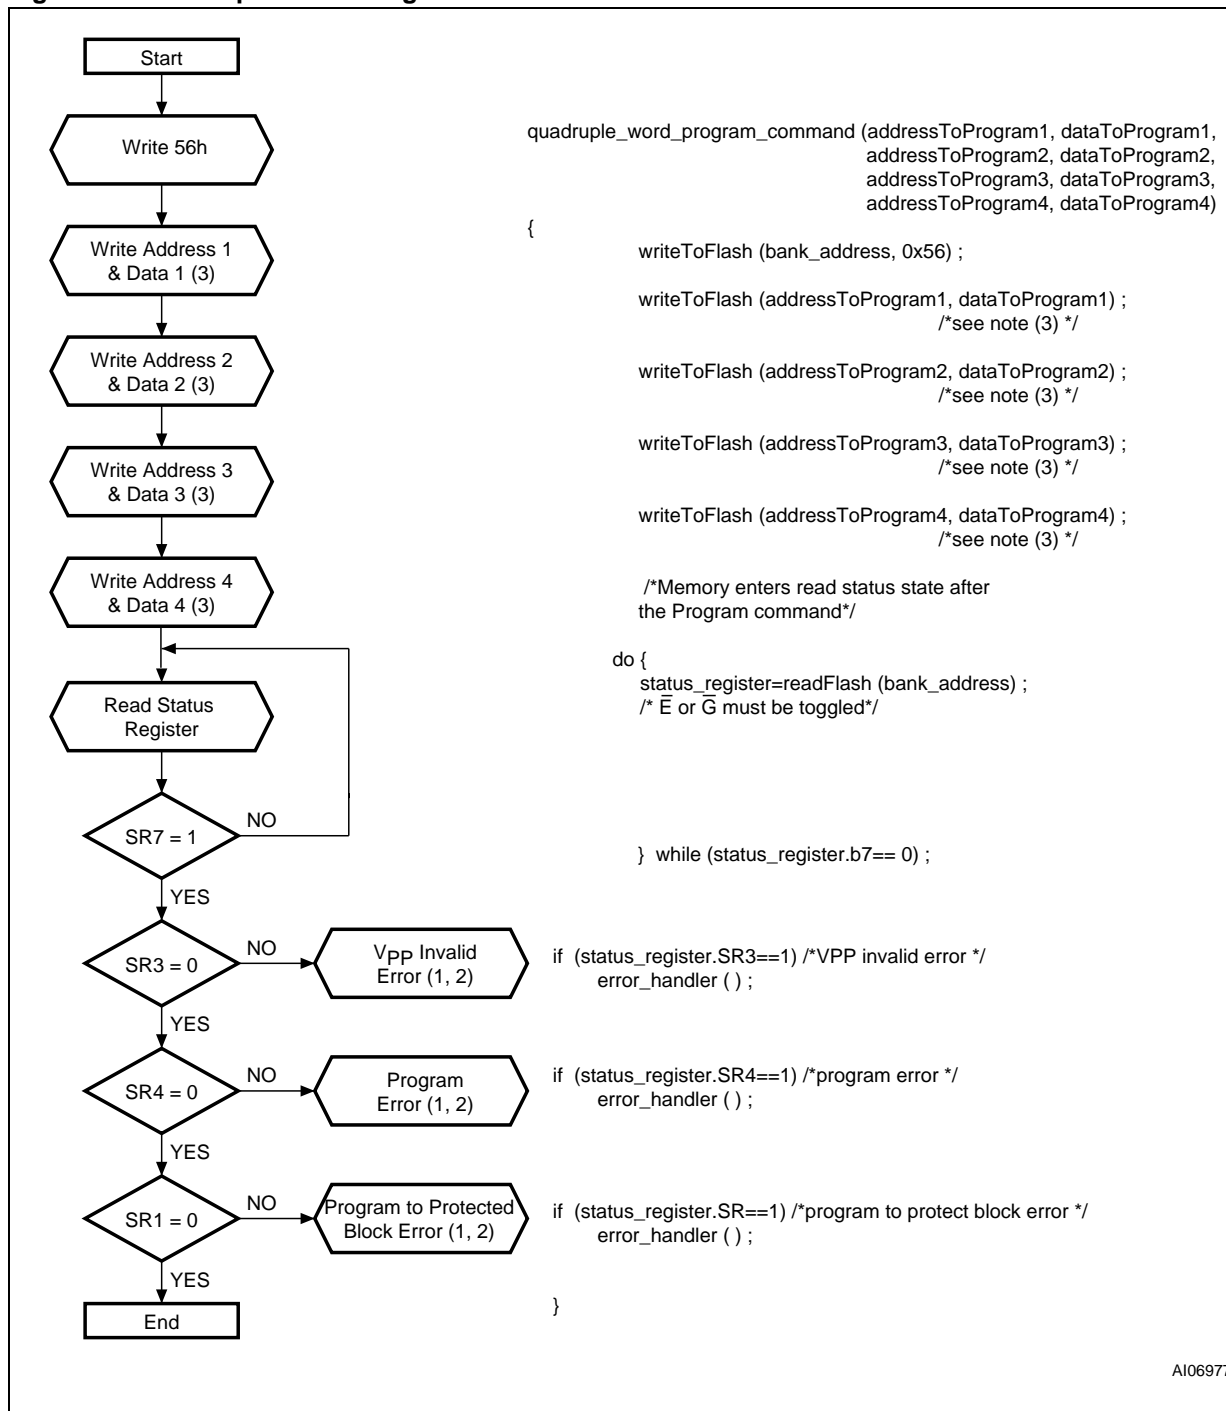 Start
Write 56h
Write Address 1
& Data 1 (3)
Write Address 2
& Data 2 (3)
Write Address 3
& Data 3 (3)
Write Address 4
& Data 4 (3)
Read Status
Register
SR7 = 1
NO
YES
SR3 = 0
NO
VPP Invalid
Error (1, 2)
YES
SR4 = 0
NO
Program
Error (1, 2)
YES
SR1 = 0
NO
Program to Protected
Block Error (1, 2)
YES
End
quadruple_word_program_command (addressToProgram1, dataToProgram1,
addressToProgram2, dataToProgram2,
addressToProgram3, dataToProgram3,
addressToProgram4, dataToProgram4)
{
writeToFlash (bank_address, 0x56) ;
writeToFlash (addressToProgram1, dataToProgram1) ;
/*see note (3) */
writeToFlash (addressToProgram2, dataToProgram2) ;
/*see note (3) */
writeToFlash (addressToProgram3, dataToProgram3) ;
/*see note (3) */
writeToFlash (addressToProgram4, dataToProgram4) ;
/*see note (3) */
/*Memory enters read status state after
the Program command*/
do {
status_register=readFlash (bank_address) ;
/* E̅ or G̅ must be toggled*/
} while (status_register.b7== 0) ;
if (status_register.SR3==1) /*VPP invalid error */
error_handler ( ) ;
if (status_register.SR4==1) /*program error */
error_handler ( ) ;
if (status_register.SR==1) /*program to protect block error */
error_handler ( ) ;
}
AI06977